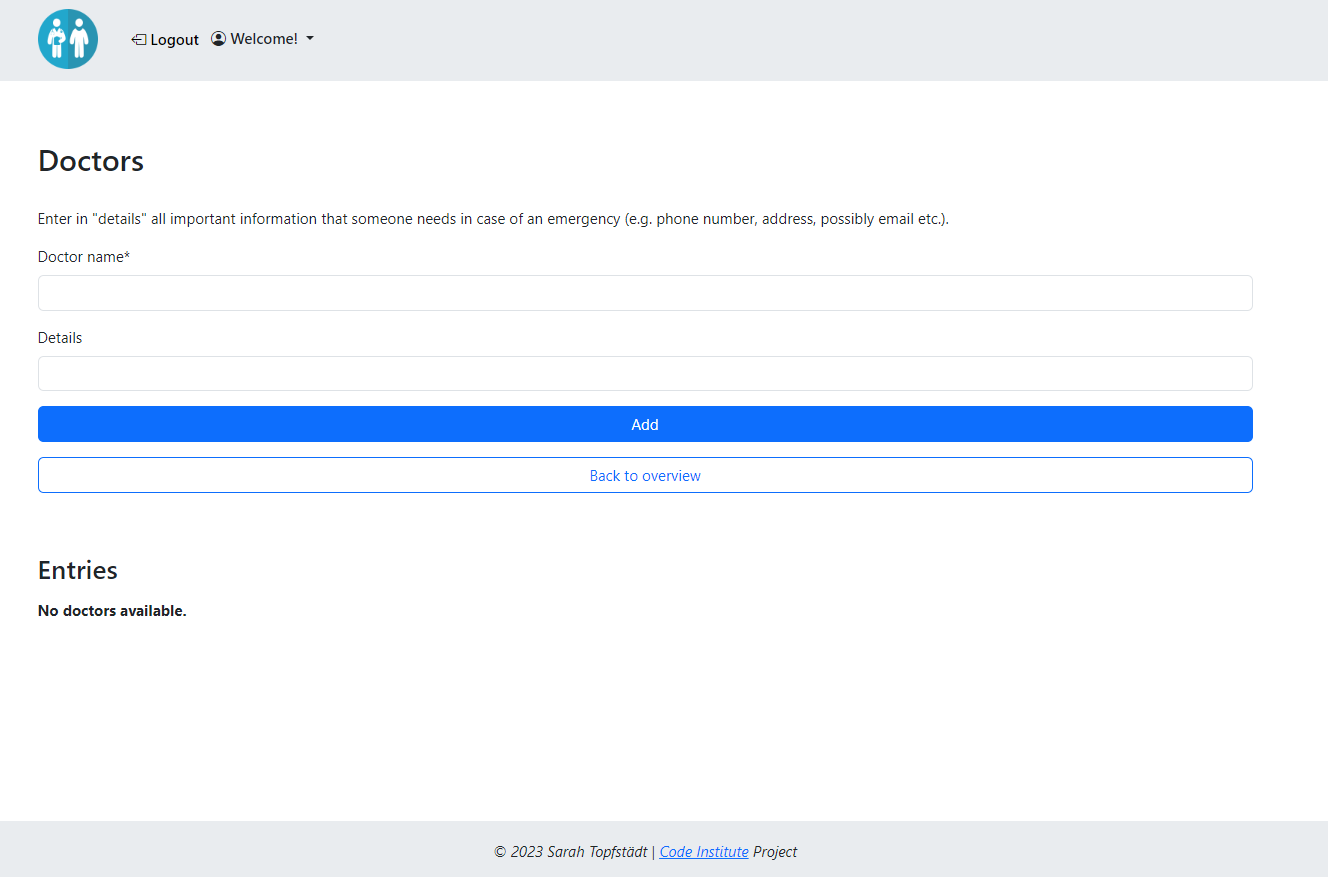 Logout Welcome!
Doctors
Enter in "details" all important information that someone needs in case of an emergency (e.g. phone number, address, possibly email etc.).
Doctor name*
Details
Add
Back to overview
Entries
No doctors available.
© 2023 Sarah Topfstädt | Code Institute Project